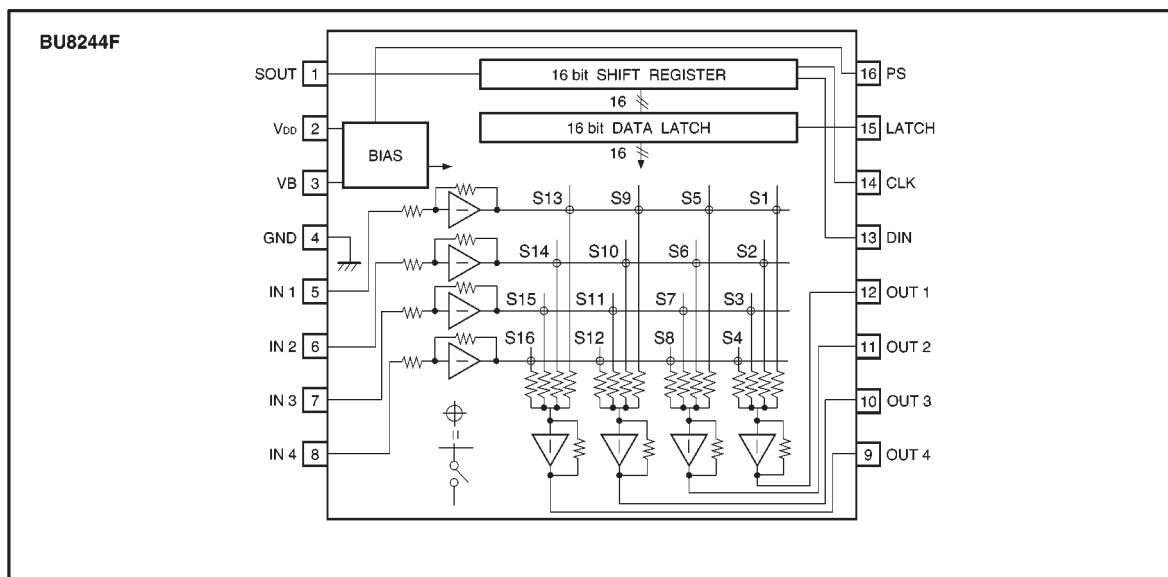 BU8244F
SOUT 1
16 bit SHIFT REGISTER
16 PS
16
VDD 2
16 bit DATA LATCH
15 LATCH
BIAS
16
VB 3
14 CLK
S13 S9 S5 S1
GND 4
13 DIN
S14 S10 S6 S2
IN 1 5
12 OUT 1
S15 S11 S7 S3
IN 2 6
S16 S12 S8 S4
11 OUT 2
IN 3 7
10 OUT 3
IN 4 8
9 OUT 4